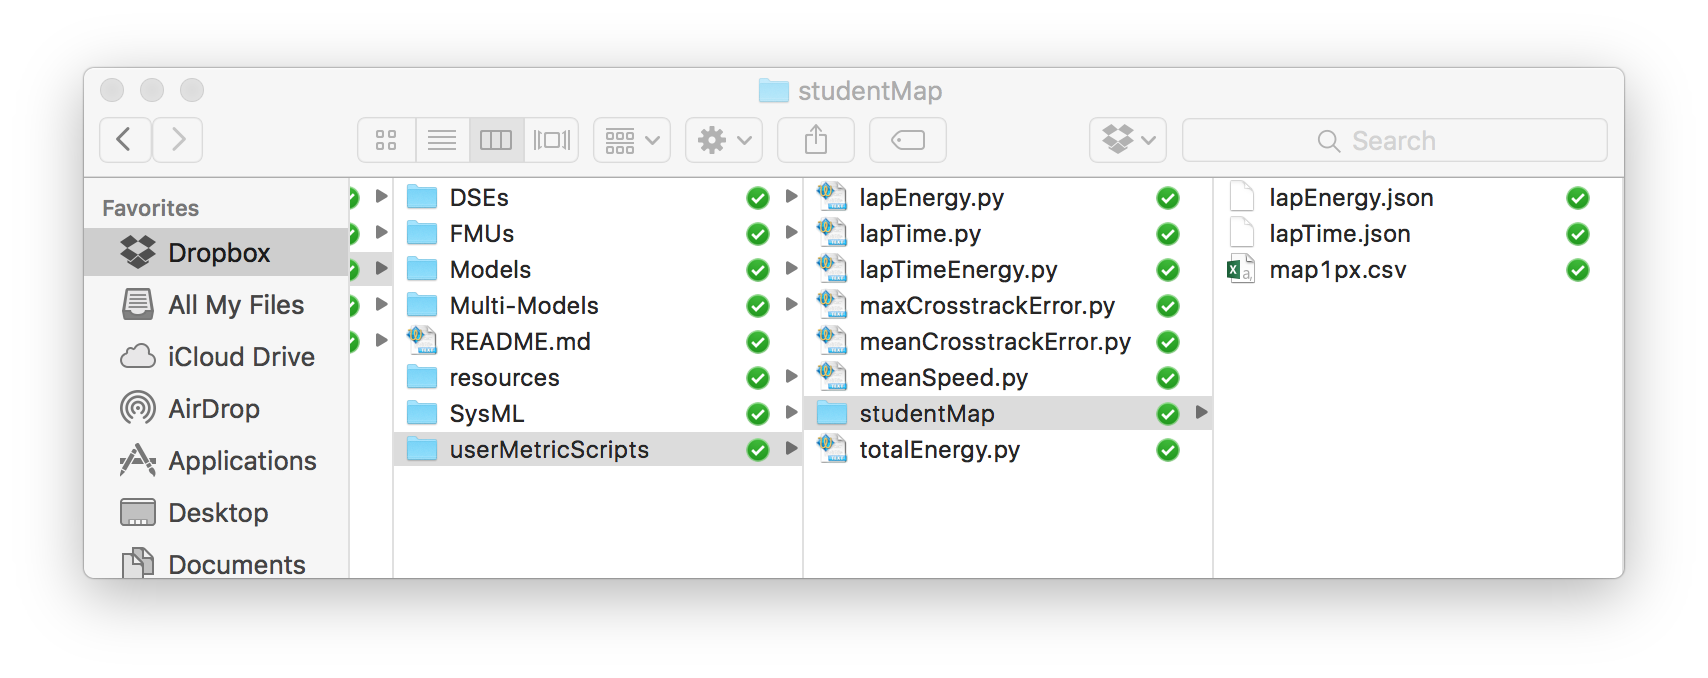 studentMap
Search
Favorites
Dropbox
All My Files
iCloud Drive
AirDrop
Applications
Desktop
Documents
DSEs
FMUs
Models
Multi-Models
README.md
resources
SysML
userMetricScripts
lapEnergy.py
lapTime.py
lapTimeEnergy.py
maxCrosstrackError.py
meanCrosstrackError.py
meanSpeed.py
studentMap
totalEnergy.py
lapEnergy.json
lapTime.json
map1px.csv